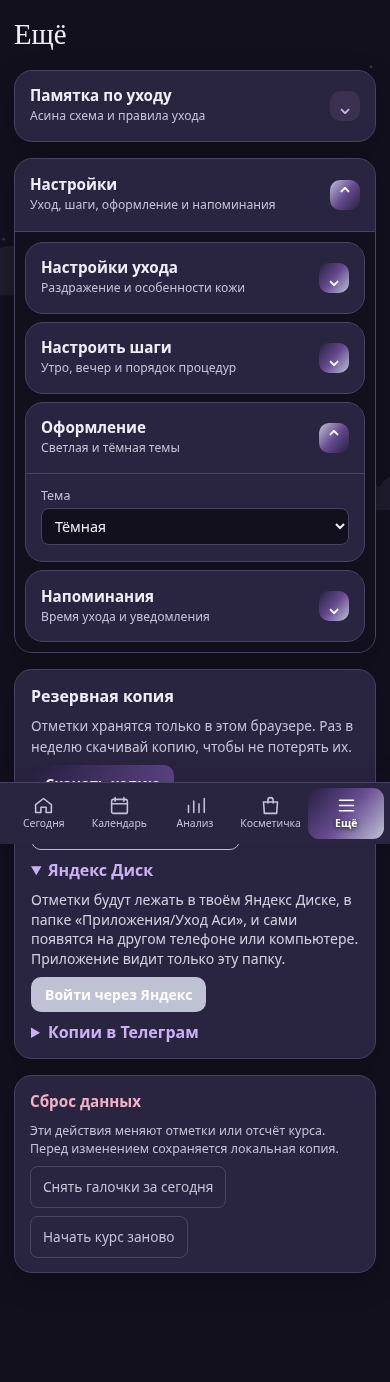 Ещё
Памятка по уходу
Асина схема и правила ухода
Настройки
Уход, шаги, оформление и напоминания
Настройки ухода
Раздражение и особенности кожи
Настроить шаги
Утро, вечер и порядок процедур
Оформление
Светлая и тёмная темы
Тема
Тёмная
Напоминания
Время ухода и уведомления
Резервная копия
Отметки хранятся только в этом браузере. Раз в
неделю скачивай копию, чтобы не потерять их.
Сегодня
Календарь
Анализ
Косметичка
Ещё
Яндекс Диск
Отметки будут лежать в твоём Яндекс Диске, в
папке «Приложения/Уход Аси», и сами
появятся на другом телефоне или компьютере.
Приложение видит только эту папку.
Войти через Яндекс
Копии в Телеграм
Сброс данных
Эти действия меняют отметки или отсчёт курса.
Перед изменением сохраняется локальная копия.
Снять галочки за сегодня
Начать курс заново